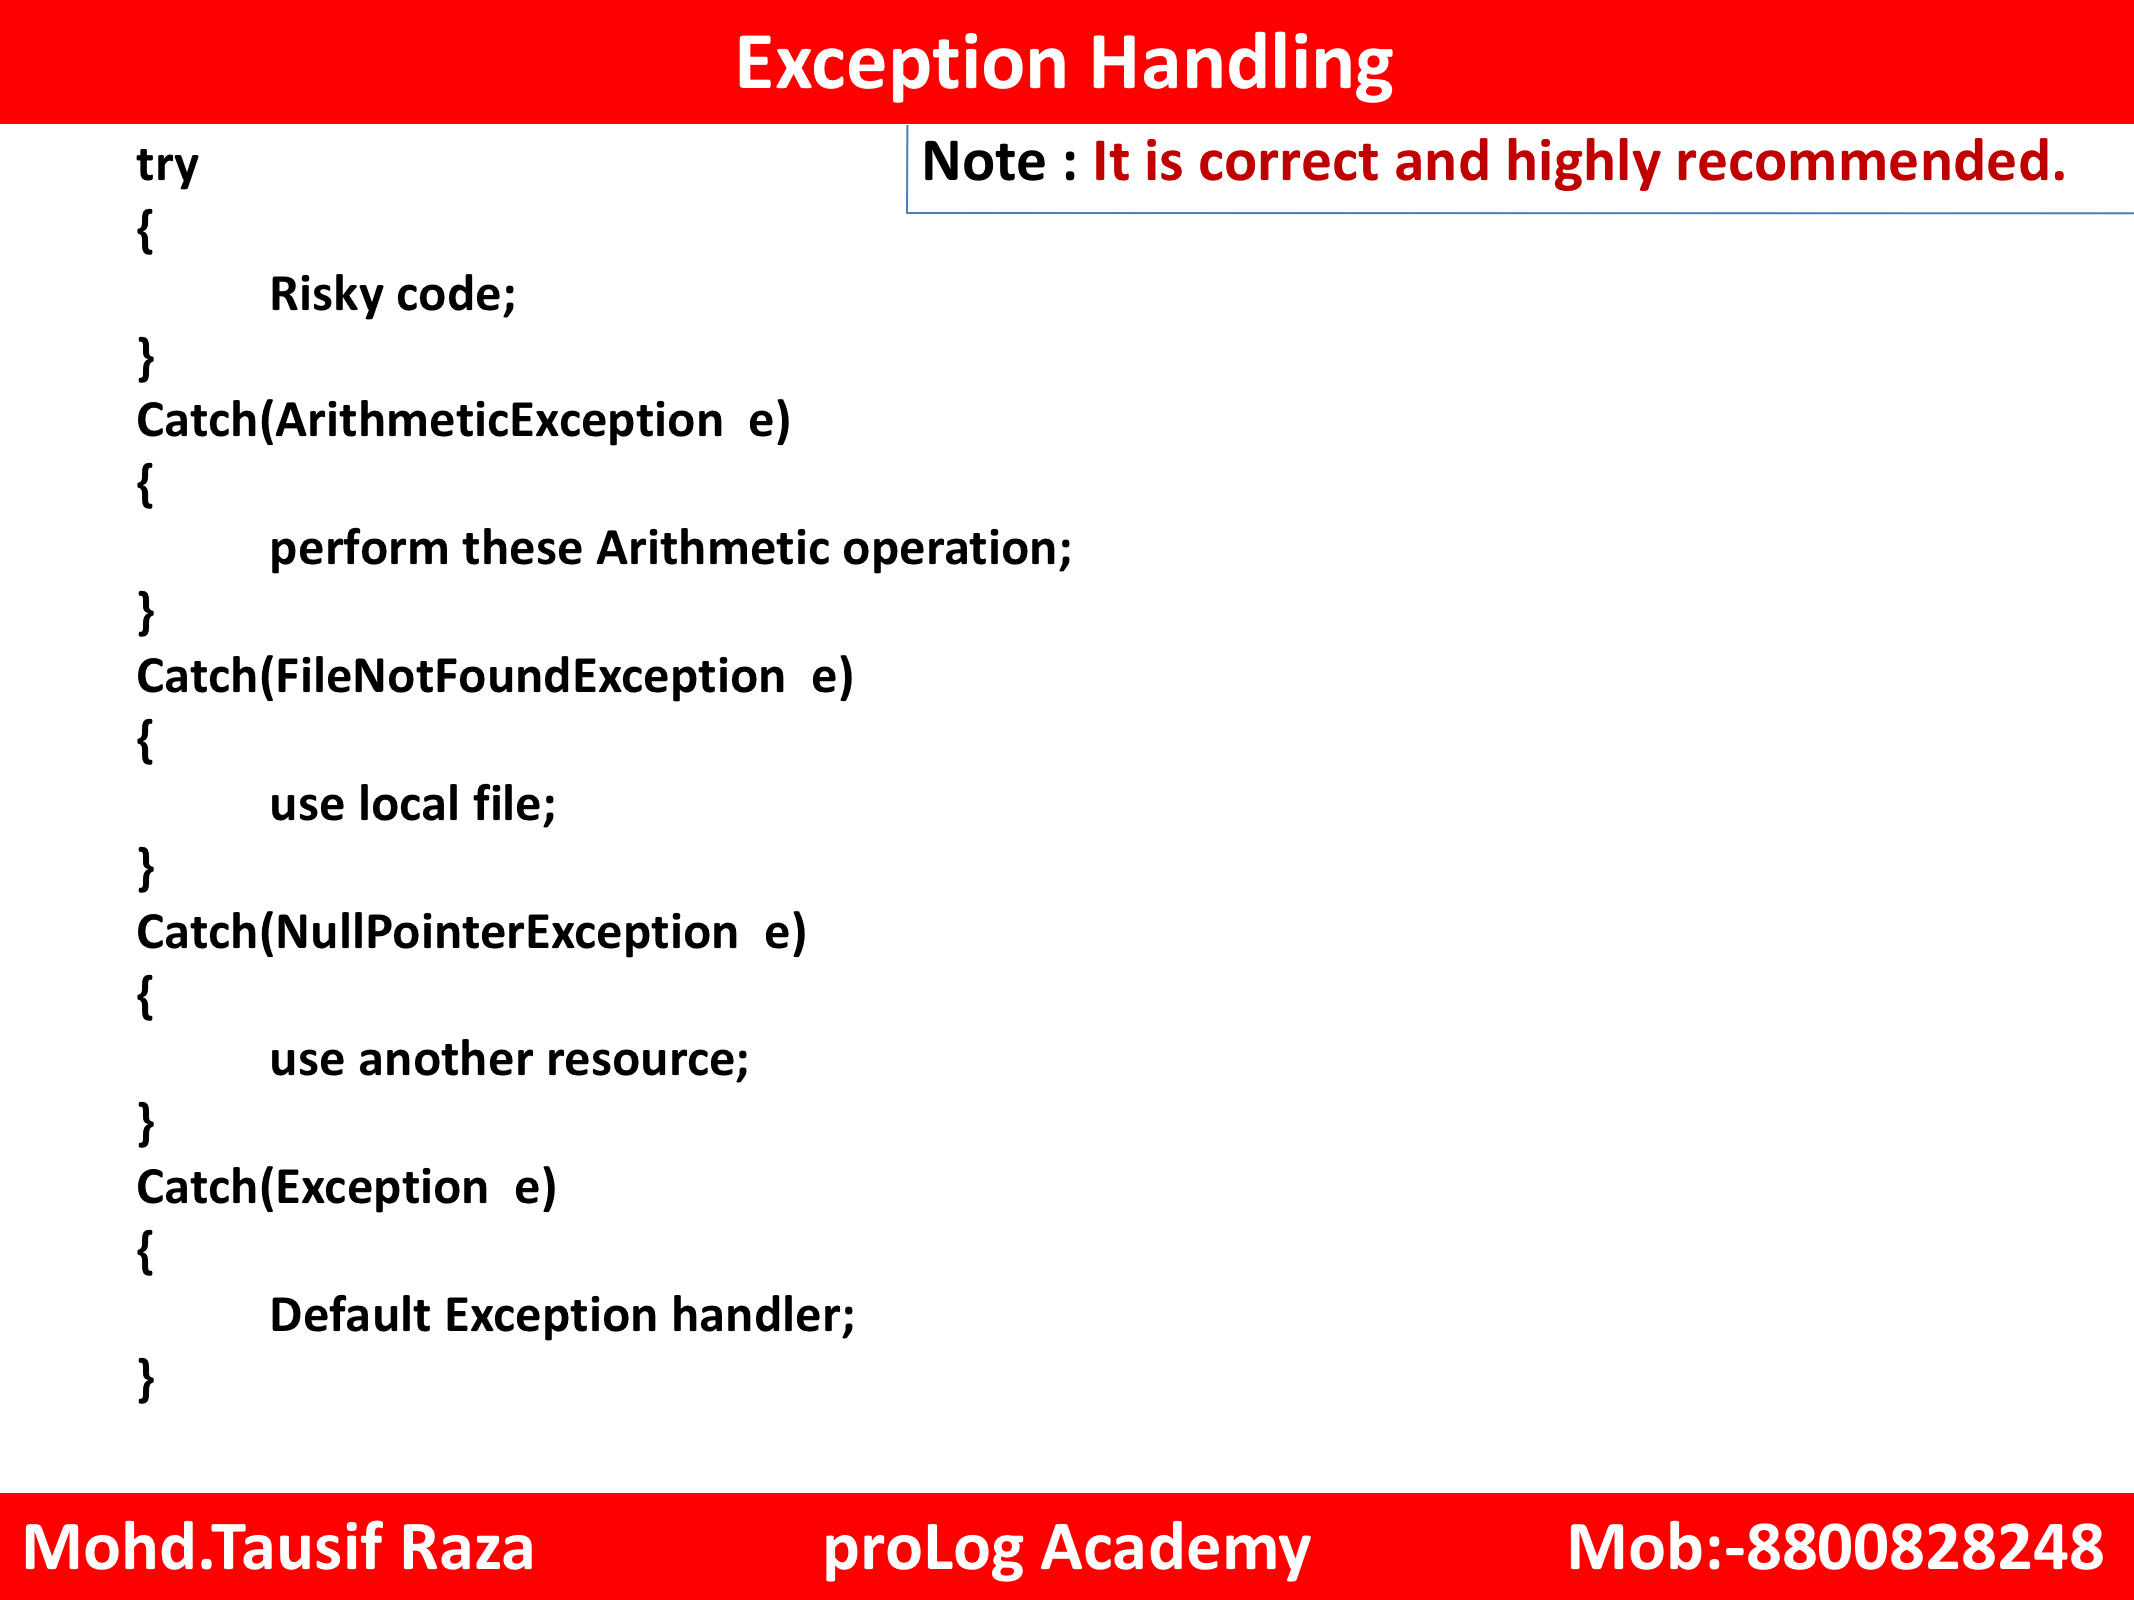 Exception Handling
Note : It is correct and highly recommended.
try
{
Risky code;
}
Catch(ArithmeticException e)
{
perform these Arithmetic operation;
}
Catch(FileNotFoundException e)
{
use local file;
}
Catch(NullPointerException e)
{
use another resource;
}
Catch(Exception e)
{
Default Exception handler;
}
Mohd.Tausif Raza proLog Academy Mob:-8800828248